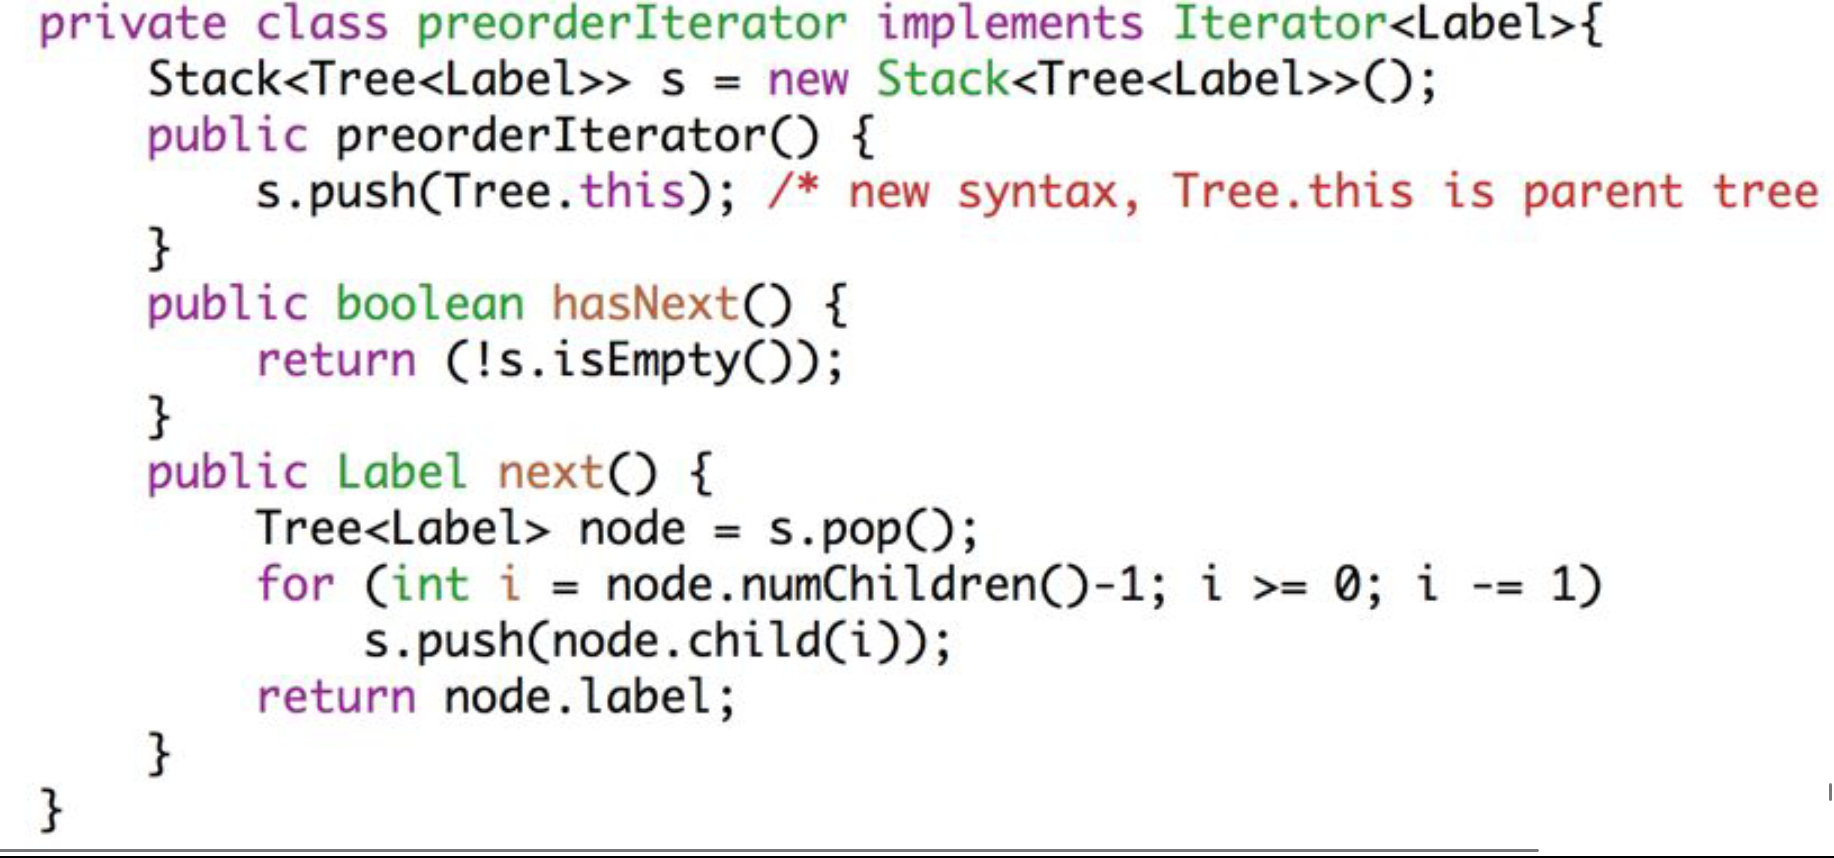 private class preorderIterator implements Iterator<Label>{
    Stack<Tree<Label>> s = new Stack<Tree<Label>>();
    public preorderIterator() {
        s.push(Tree.this); /* new syntax, Tree.this is parent tree
    }
    public boolean hasNext() {
        return (!s.isEmpty());
    }
    public Label next() {
        Tree<Label> node = s.pop();
        for (int i = node.numChildren()-1; i >= 0; i -= 1)
            s.push(node.child(i));
        return node.label;
    }
}